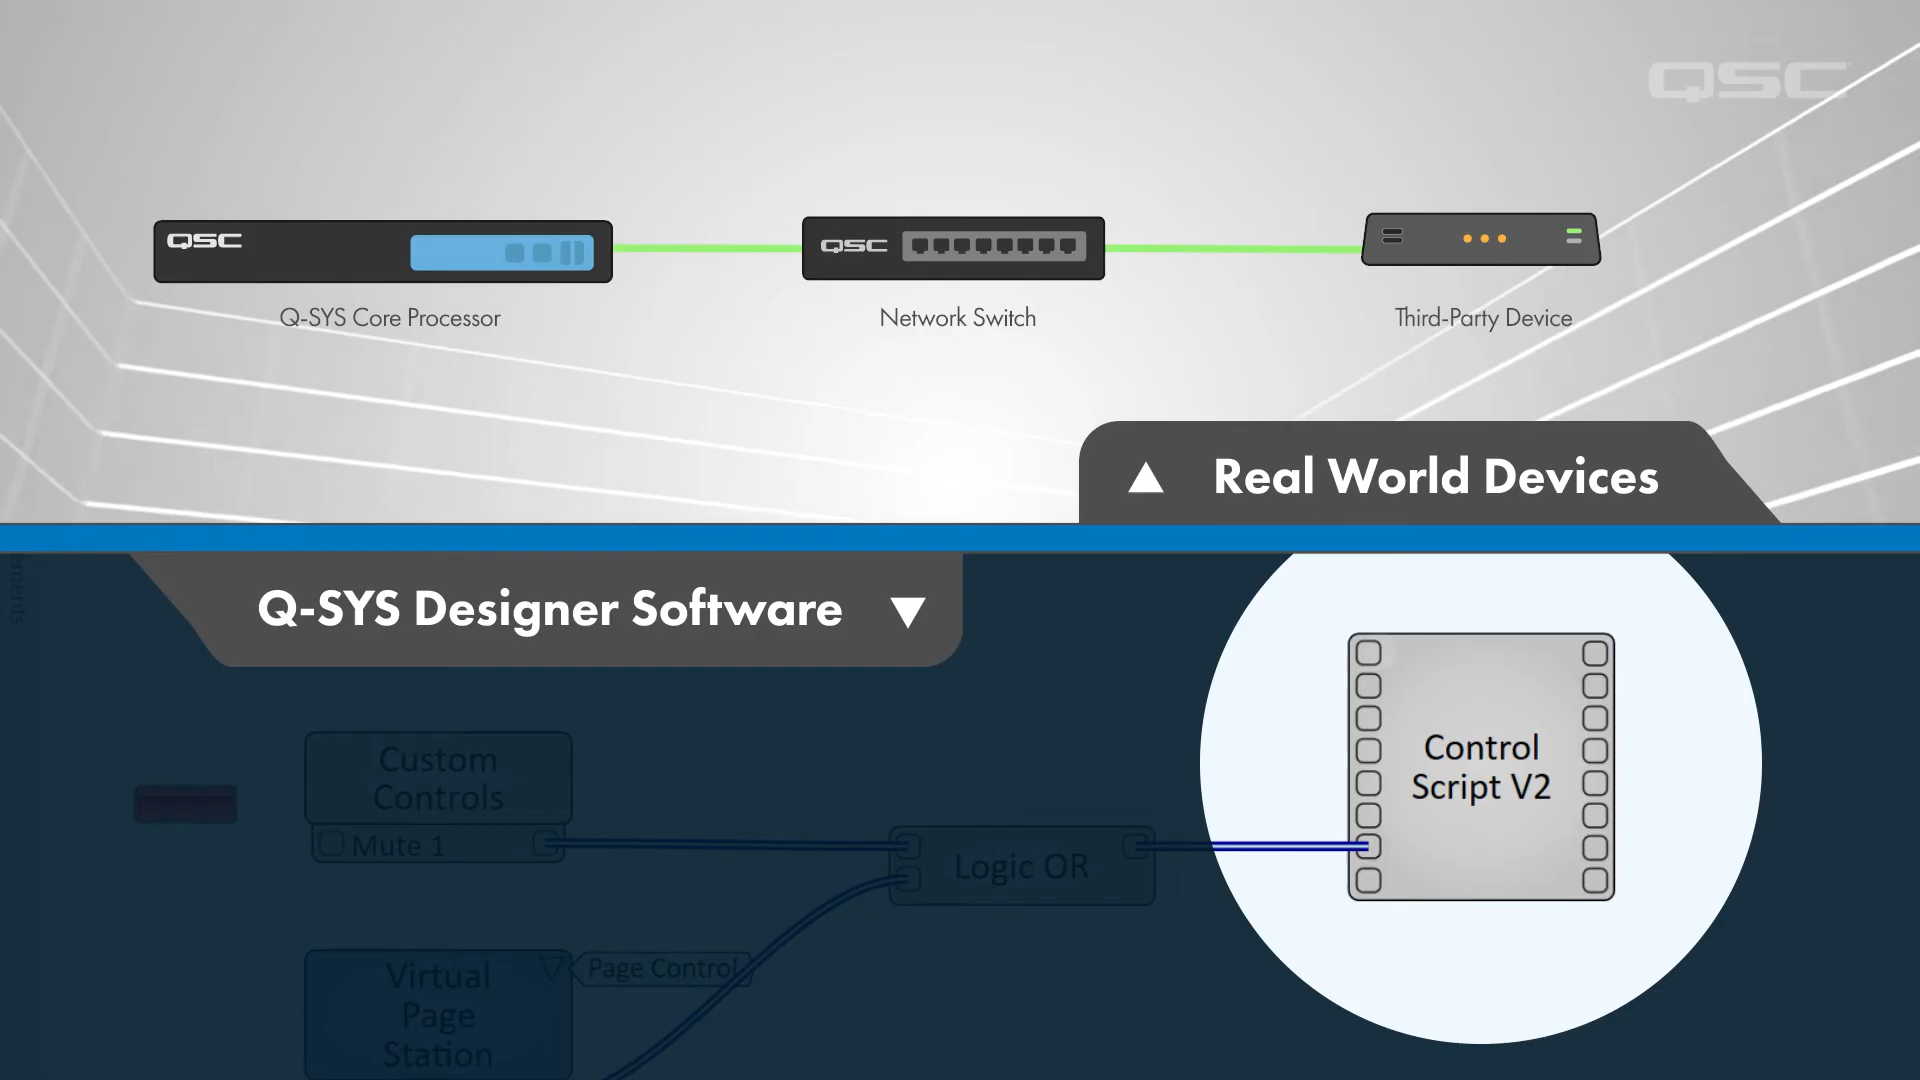 QSC
QSC
QSC
Q-SYS Core Processor
Network Switch
Third-Party Device
Real World Devices
ments
Q-SYS Designer Software
Custom
Controls
Mute 1
Logic OR
Control
Script V2
Virtual
Page
Station
Page Control